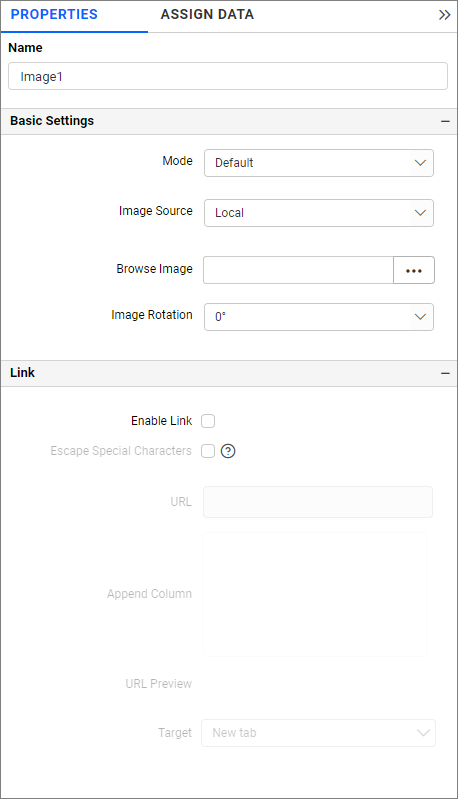 PROPERTIES ASSIGN DATA
Name
Image1
Basic Settings
Mode Default
Image Source Local
Browse Image
Image Rotation 0°
Link
Enable Link
Escape Special Characters ?
URL
Append Column
URL Preview
Target New tab